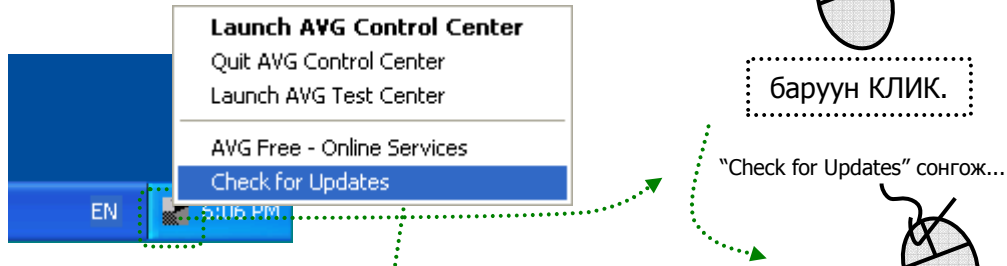 Launch AVG Control Center
Quit AVG Control Center
Launch AVG Test Center
AVG Free - Online Services
Check for Updates
EN
6:06 PM
баруун КЛИК.
“Check for Updates” сонгож...